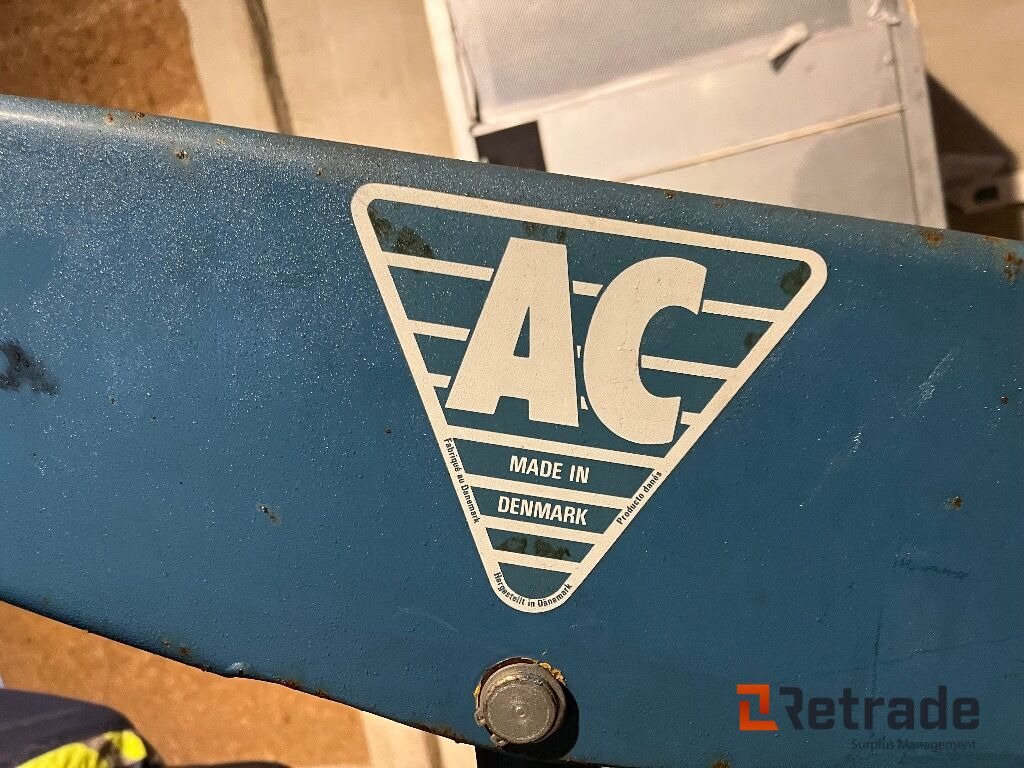 AC
MADE IN
DENMARK
Fabriqué au Danemark
Hergestellt in Dänemark
Producto danés
Retrade
Surplus Management